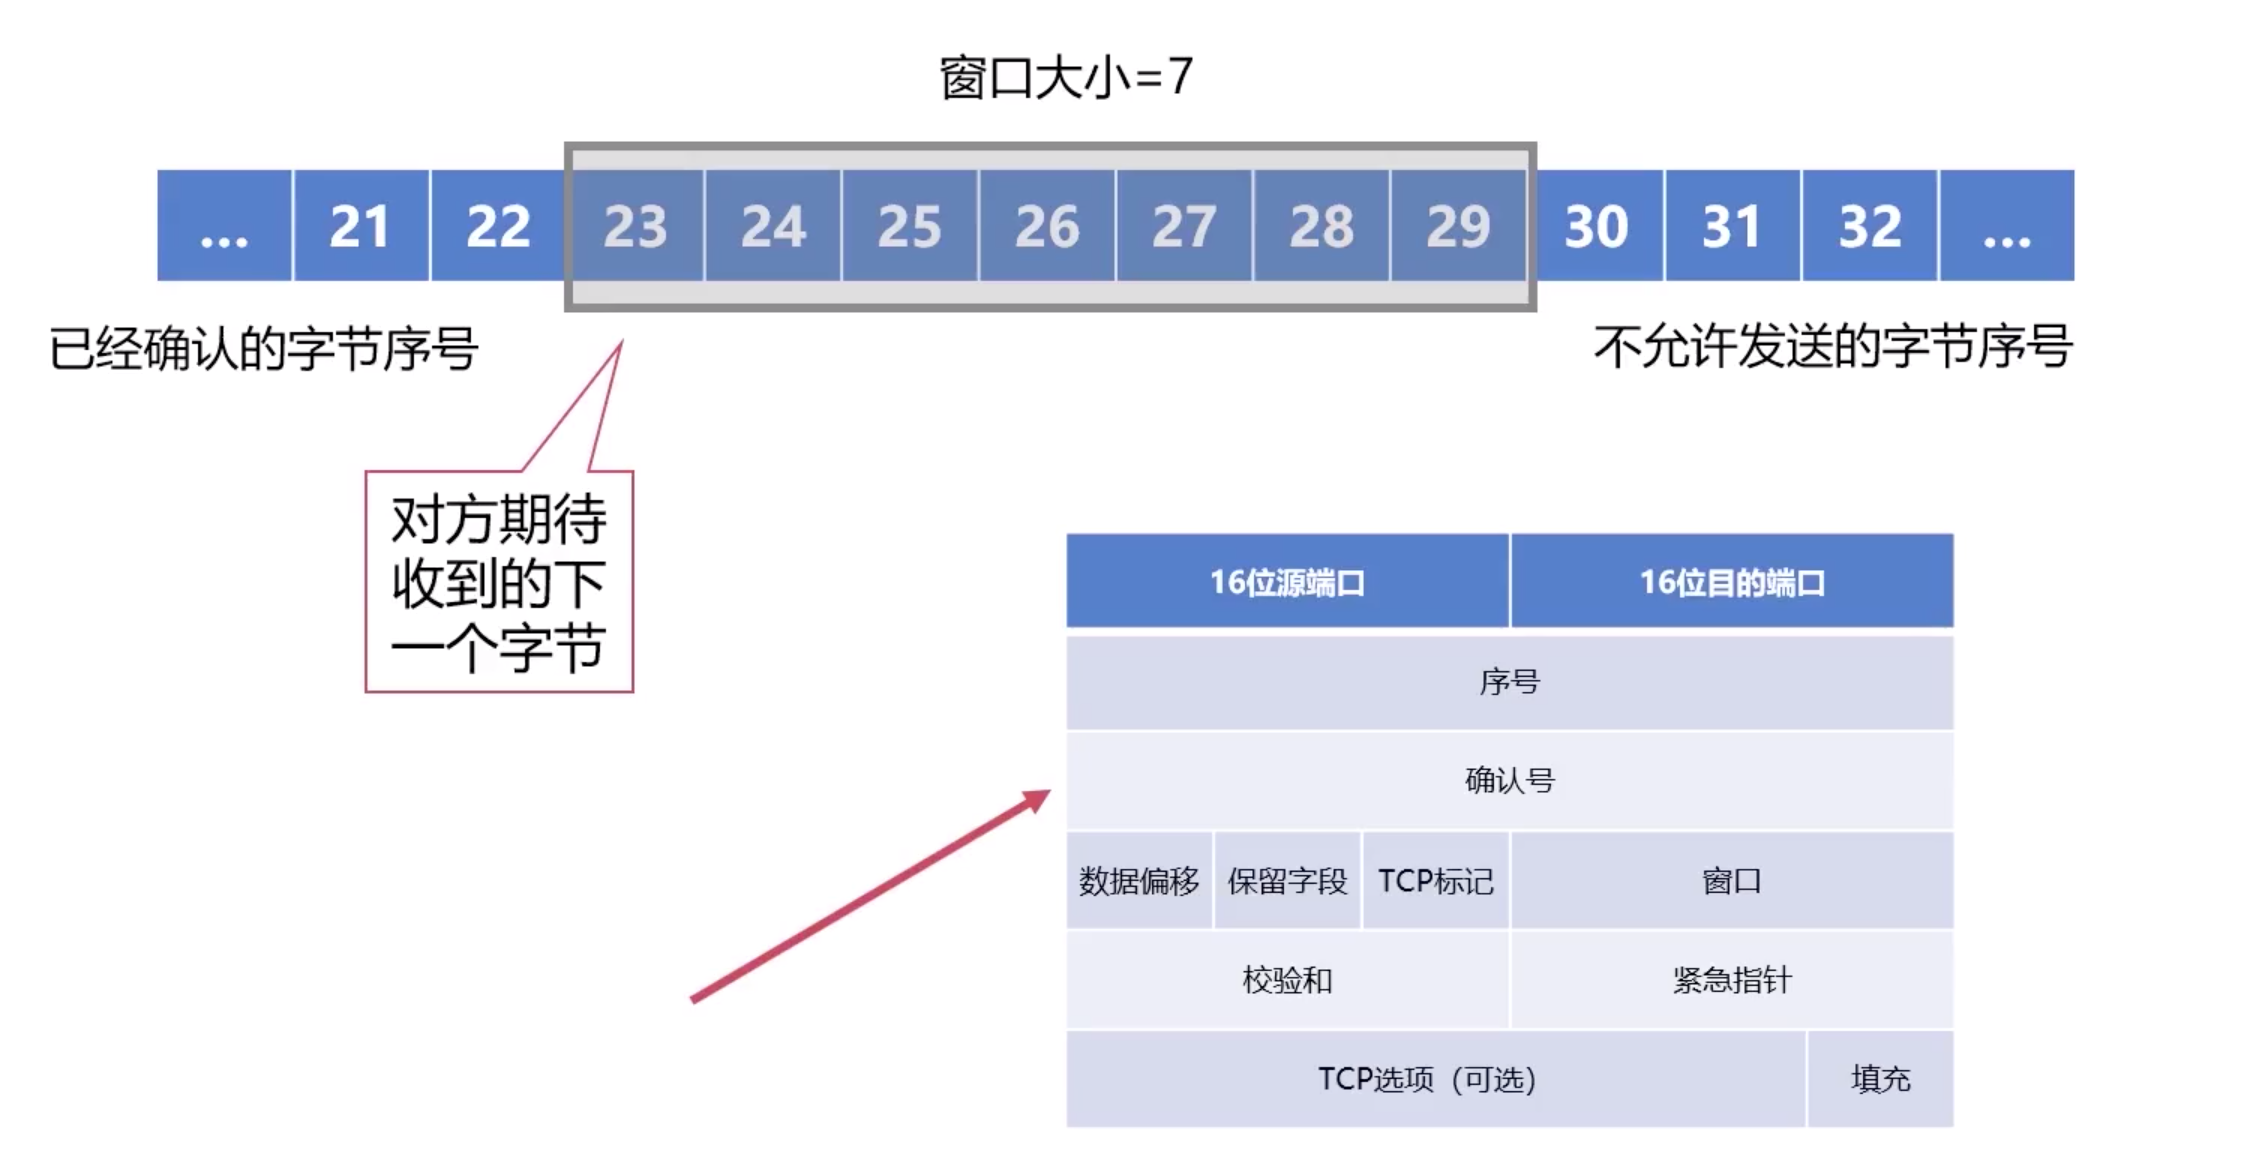 窗口大小=7
... 21 22 23 24 25 26 27 28 29 30 31 32 ...
已经确认的字节序号
不允许发送的字节序号
对方期待
收到的下
一个字节
16位源端口 16位目的端口
序号
确认号
数据偏移 保留字段 TCP标记 窗口
校验和 紧急指针
TCP选项（可选） 填充